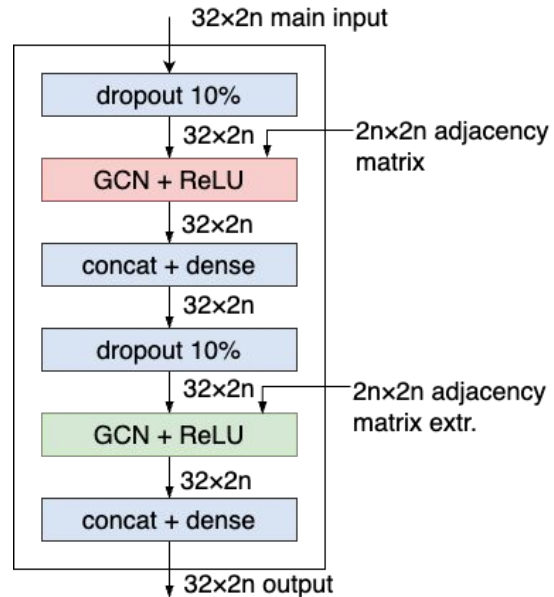 32×2n main input
dropout 10%
32×2n
2n×2n adjacency
matrix
GCN + ReLU
32×2n
concat + dense
32×2n
dropout 10%
32×2n
2n×2n adjacency
matrix extr.
GCN + ReLU
32×2n
concat + dense
32×2n output